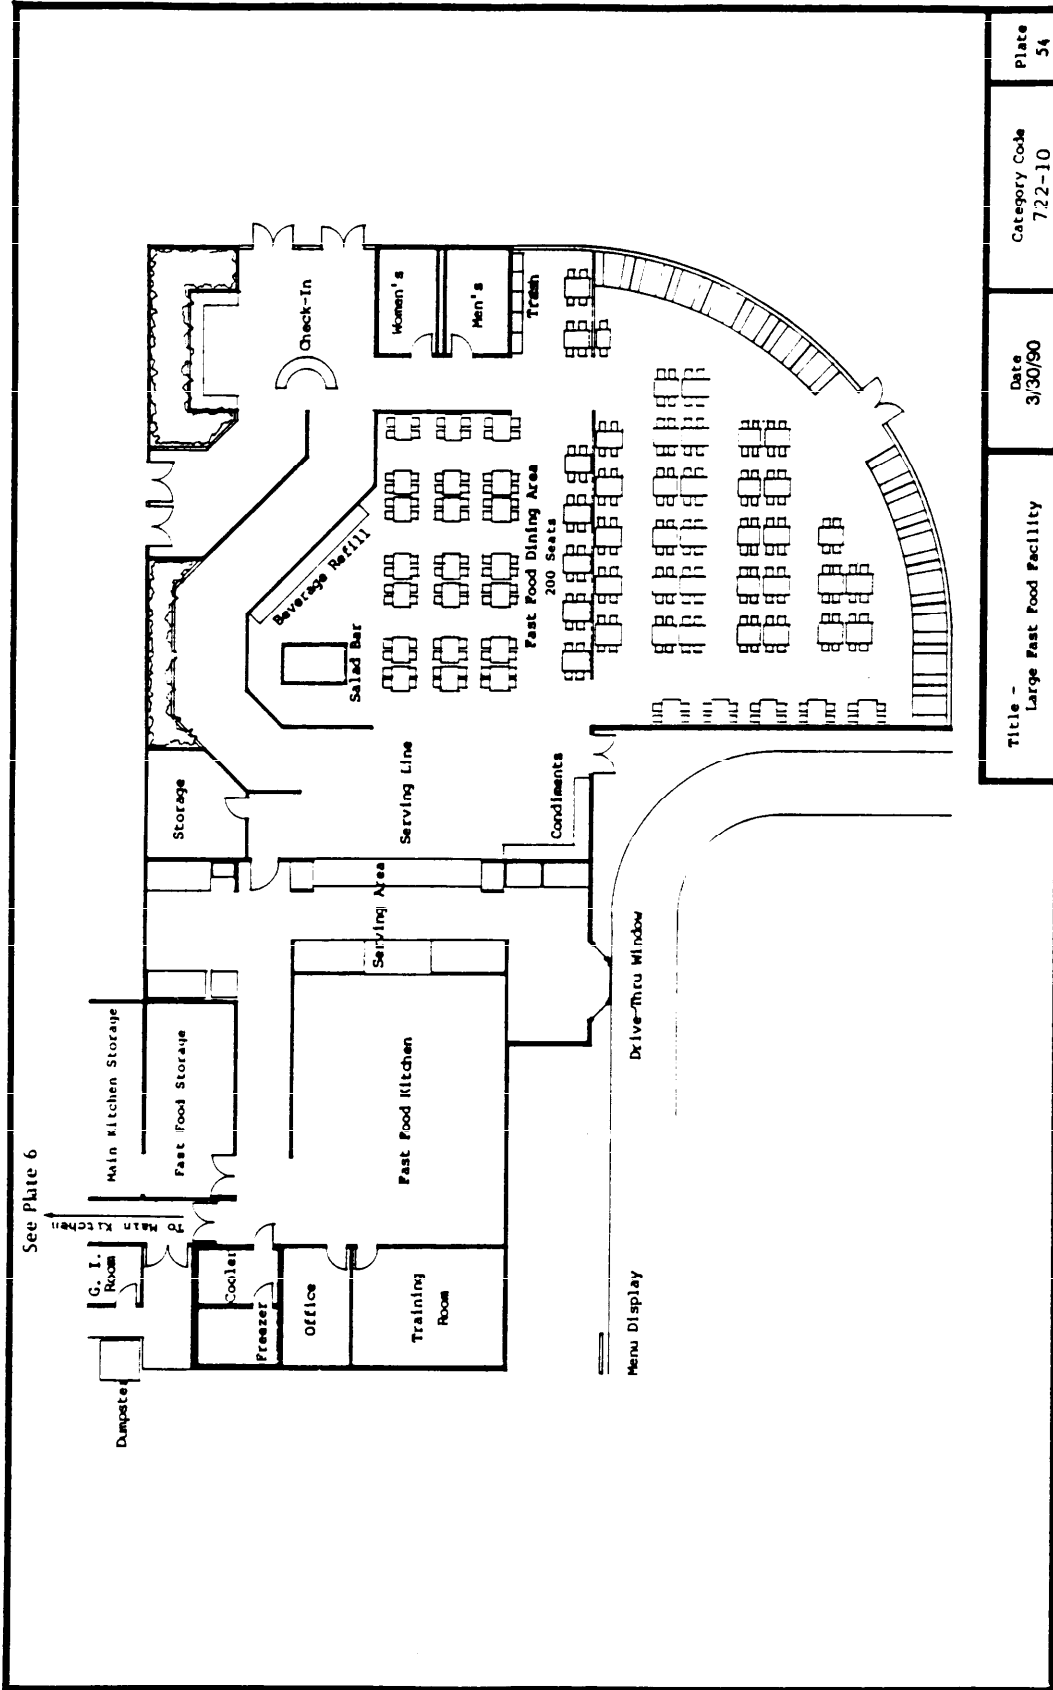 See Plate 6
Dumpster
G. I.
Room
To Main Kitchen
Main Kitchen Storage
Fast Food Storage
Storage
Cooler
Freezer
Office
Training
Room
Fast Food Kitchen
Serving Area
Serving Line
Condiments
Salad Bar
Beverage Refill
Check-In
Women's
Men's
Trash
Fast Food Dining Area
200 Seats
Menu Display
Drive-Thru Window
Title -
Large Fast Food Facility
Date
3/30/90
Category Code
722-10
Plate
54